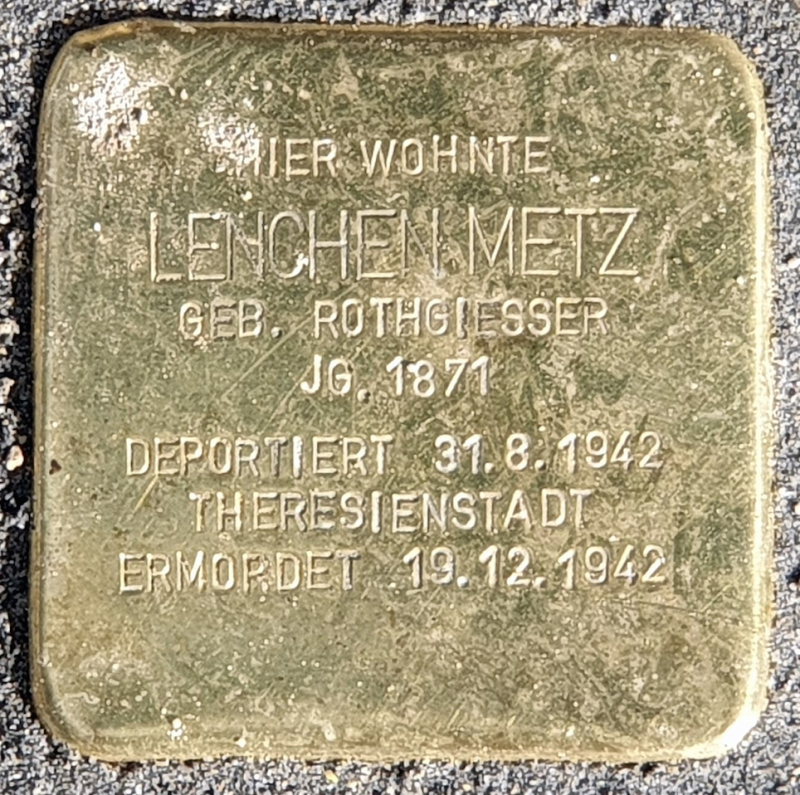 HIER WOHNTE
LENCHEN METZ
GEB. ROTHGIESSER
JG. 1871
DEPORTIERT 31.8.1942
THERESIENSTADT
ERMORDET 19.12.1942